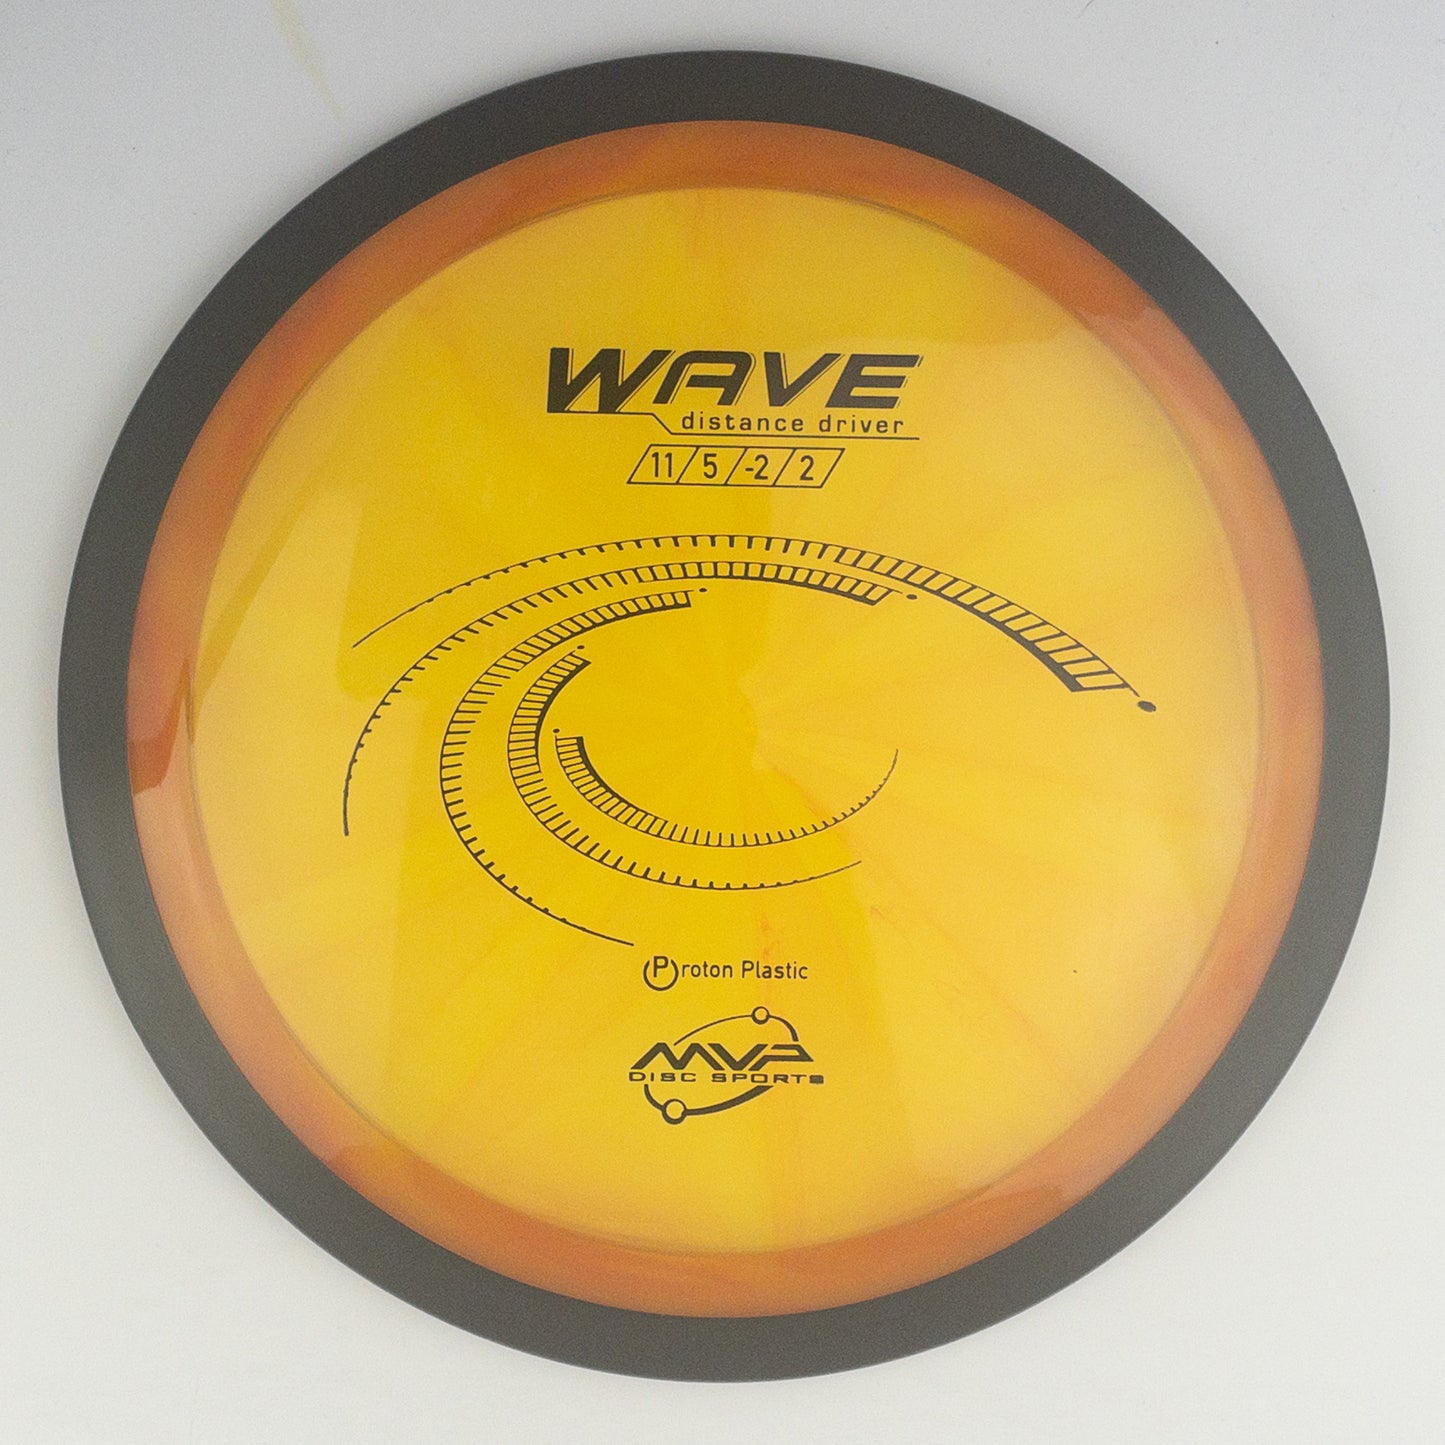 WAVE
distance driver
11/5/-2/2
Proton Plastic
MVP
DISC SPORTS